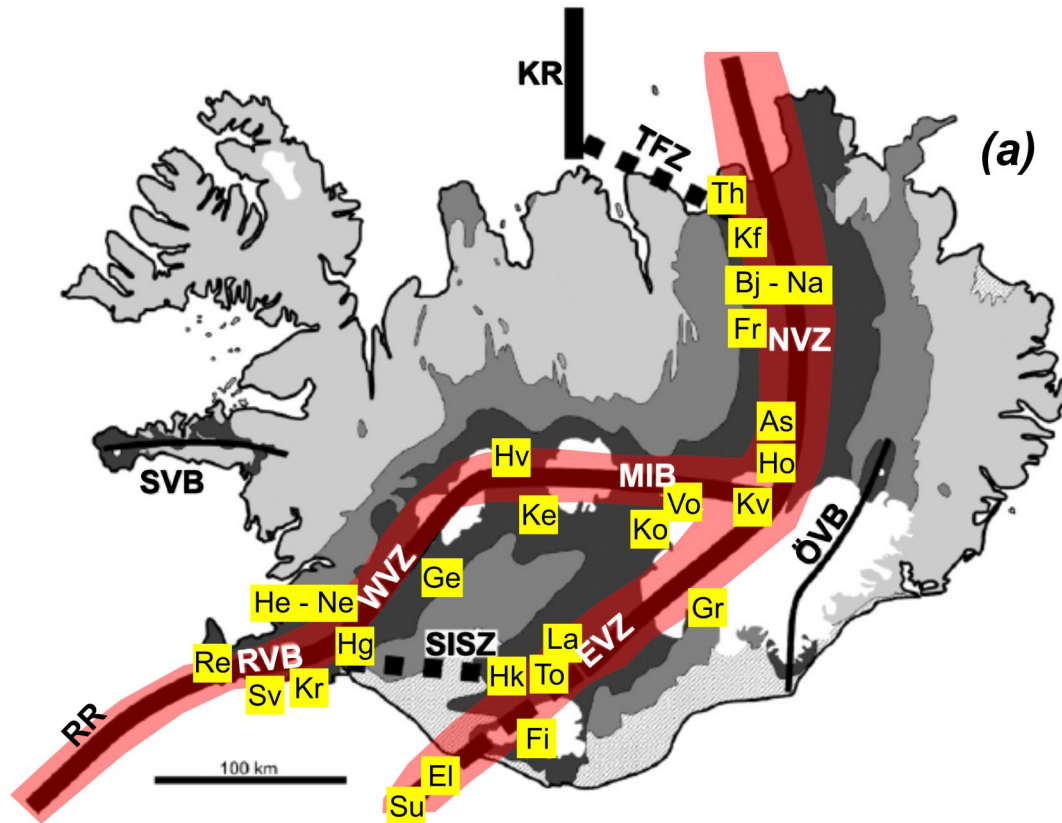 KR
(a)
TFZ
Th
Kf
Bj - Na
Fr
NVZ
As
Hv
MIB
Ho
SVB
Ke
Vo
Kv
Ko
ÖVB
WVZ
Ge
He - Ne
Gr
Hg
SISZ
La
EVZ
Re
RVB
Hk
To
Sv
Kr
RR
Fi
100 km
El
Su